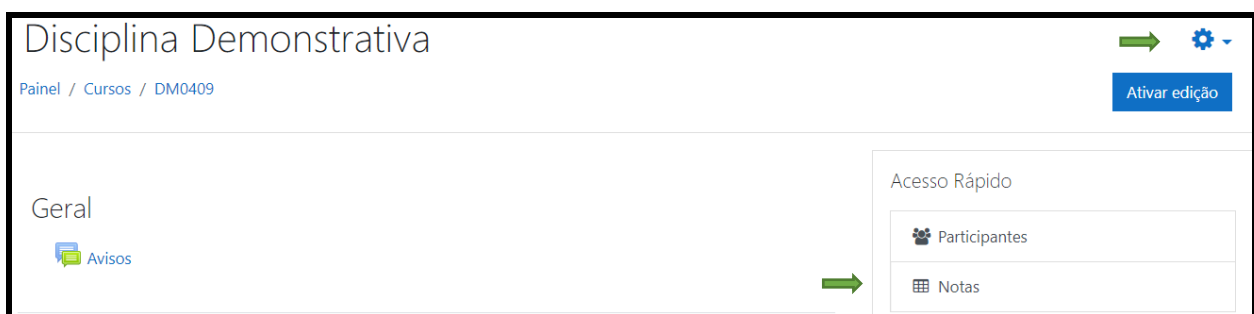 Disciplina Demonstrativa
Painel / Cursos / DM0409
Ativar edição
Geral
Avisos
Acesso Rápido
Participantes
Notas